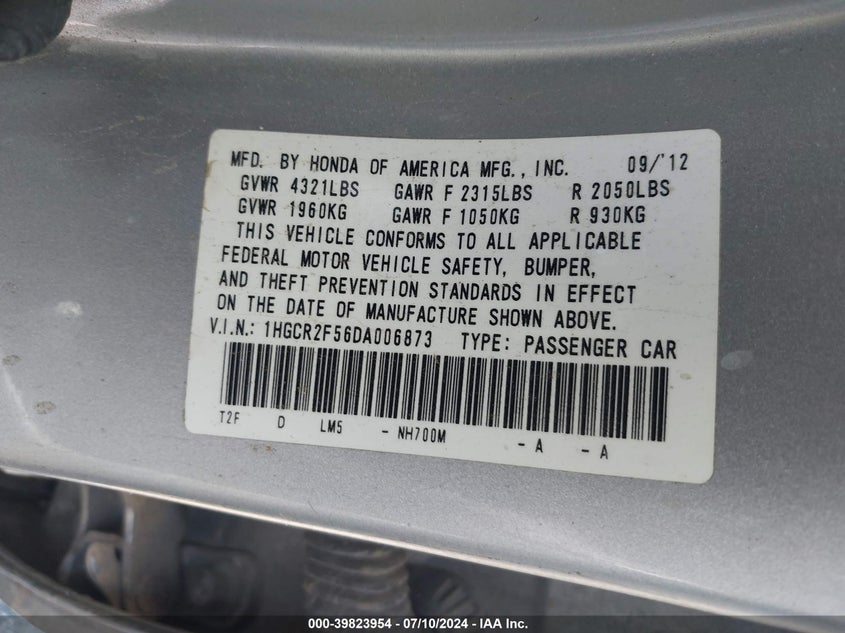 MFD. BY HONDA OF AMERICA MFG., INC. 09/'12
GVWR 4321LBS GAWR F 2315LBS R 2050LBS
GVWR 1960KG GAWR F 1050KG R 930KG
THIS VEHICLE CONFORMS TO ALL APPLICABLE
FEDERAL MOTOR VEHICLE SAFETY, BUMPER,
AND THEFT PREVENTION STANDARDS IN EFFECT
ON THE DATE OF MANUFACTURE SHOWN ABOVE.
V.I.N.: 1HGCR2F56DA006873 TYPE: PASSENGER CAR
T2F D LM5 - NH700M - A - A
000-39823954 / 07/10/2024 - IAA Inc.